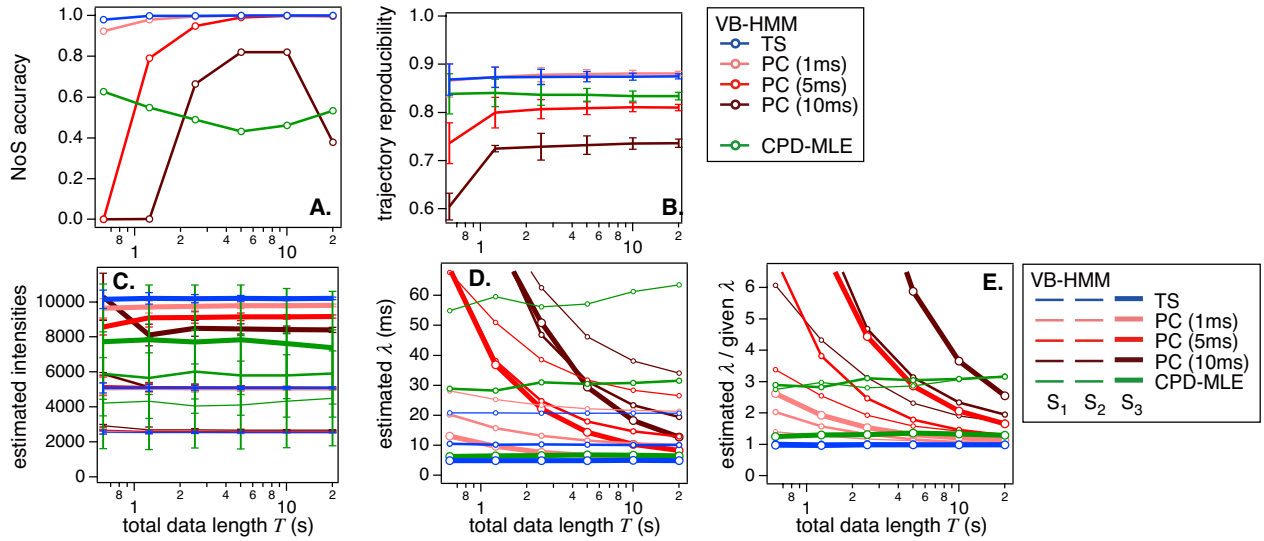 1.0
0.8
0.6
0.4
0.2
0.0
NoS accuracy
A.
8
1
2
4
6
8
10
2
1.0
0.9
0.8
0.7
0.6
trajectory reproducibility
B.
8
1
2
4
6
8
10
2
VB-HMM
TS
PC (1ms)
PC (5ms)
PC (10ms)
CPD-MLE
10000
8000
6000
4000
2000
0
estimated intensities
C.
8
1
2
4
6
8
10
2
total data length T (s)
60
50
40
30
20
10
0
estimated λ (ms)
D.
8
1
2
4
6
8
10
2
total data length T (s)
6
5
4
3
2
1
0
estimated λ / given λ
E.
8
1
2
4
6
8
10
2
total data length T (s)
VB-HMM
TS
PC (1ms)
PC (5ms)
PC (10ms)
CPD-MLE
S1 S2 S3